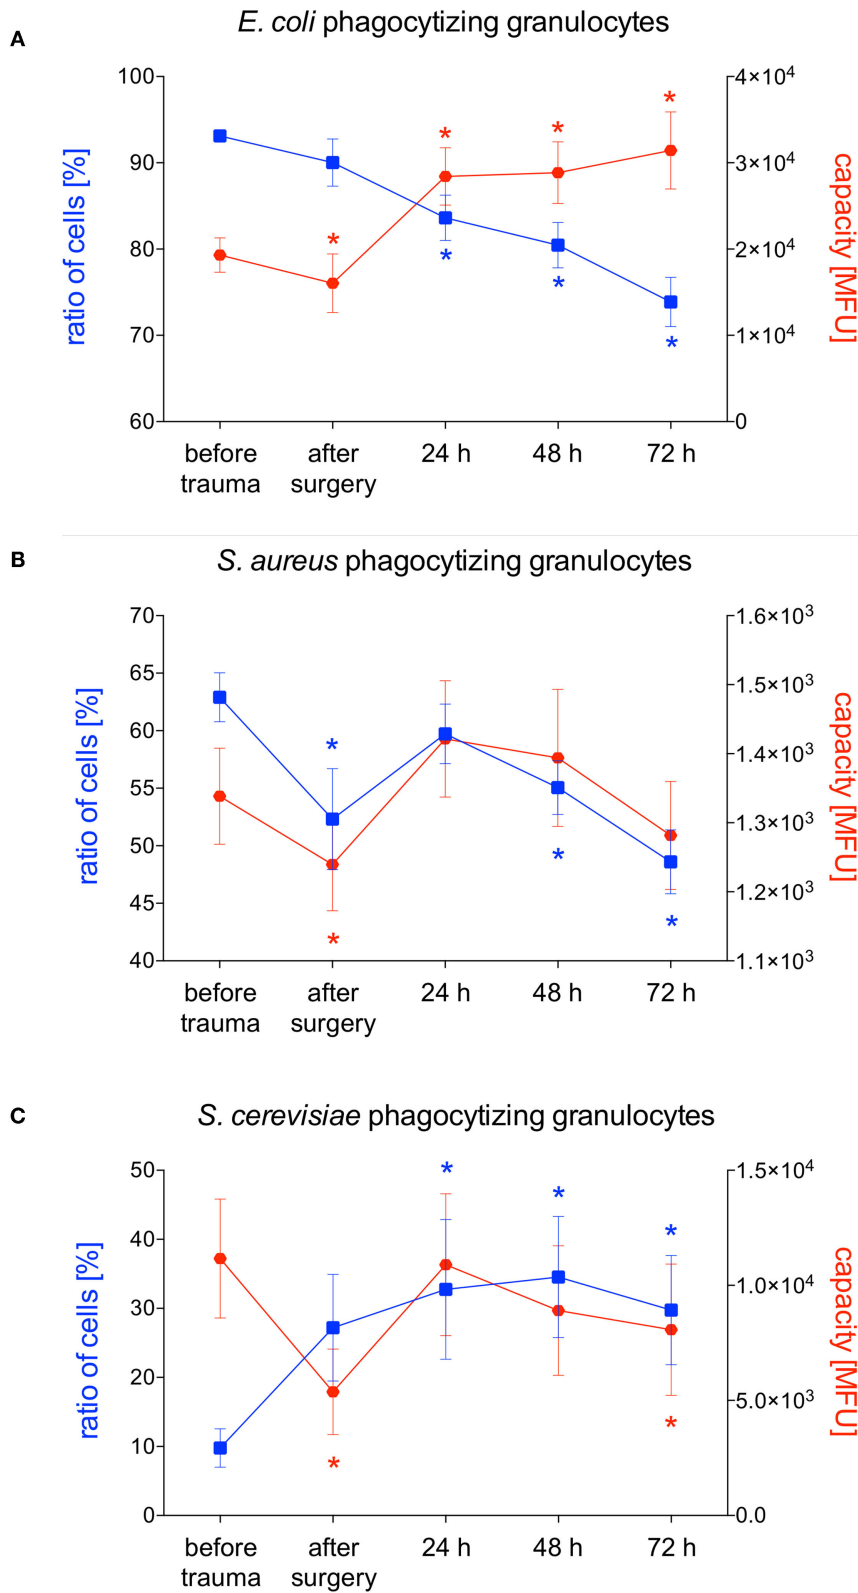 A
E. coli phagocytizing granulocytes
ratio of cells [%]
100
90
80
70
60
4×10⁴
3×10⁴
2×10⁴
1×10⁴
0
capacity [MFU]
*
*
*
*
*
*
*
before trauma
after surgery
24 h
48 h
72 h
B
S. aureus phagocytizing granulocytes
ratio of cells [%]
70
65
60
55
50
45
40
1.6×10³
1.5×10³
1.4×10³
1.3×10³
1.2×10³
1.1×10³
capacity [MFU]
*
*
*
*
before trauma
after surgery
24 h
48 h
72 h
C
S. cerevisiae phagocytizing granulocytes
ratio of cells [%]
50
40
30
20
10
0
1.5×10⁴
1.0×10⁴
5.0×10³
0.0
capacity [MFU]
*
*
*
*
*
before trauma
after surgery
24 h
48 h
72 h